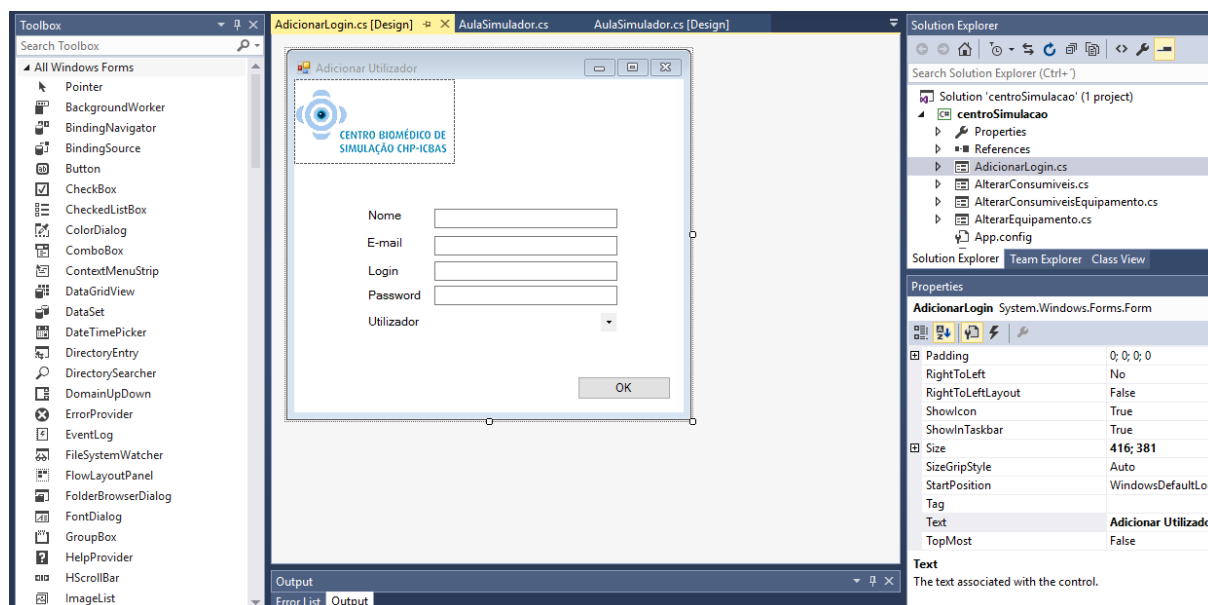 Toolbox
Search Toolbox
All Windows Forms
Pointer
BackgroundWorker
BindingNavigator
BindingSource
Button
CheckBox
CheckedListBox
ColorDialog
ComboBox
ContextMenuStrip
DataGridView
DataSet
DateTimePicker
DirectoryEntry
DirectorySearcher
DomainUpDown
ErrorProvider
EventLog
FileSystemWatcher
FlowLayoutPanel
FolderBrowserDialog
FontDialog
GroupBox
HelpProvider
HScrollBar
ImageList
AdicionarLogin.cs [Design] AulaSimulador.cs AulaSimulador.cs [Design]
Adicionar Utilizador
CENTRO BIOMÉDICO DE
SIMULAÇÃO CHP-ICBAS
Nome
E-mail
Login
Password
Utilizador
OK
Output
Error List Output
Solution Explorer
Search Solution Explorer (Ctrl+´)
Solution 'centroSimulacao' (1 project)
C# centroSimulacao
Properties
References
AdicionarLogin.cs
AlterarConsumiveis.cs
AlterarConsumiveisEquipamento.cs
AlterarEquipamento.cs
App.config
Solution Explorer Team Explorer Class View
Properties
AdicionarLogin System.Windows.Forms.Form
Padding 0; 0; 0; 0
RightToLeft No
RightToLeftLayout False
ShowIcon True
ShowInTaskbar True
Size 416; 381
SizeGripStyle Auto
StartPosition WindowsDefaultLo
Tag
Text Adicionar Utilizado
TopMost False
Text
The text associated with the control.